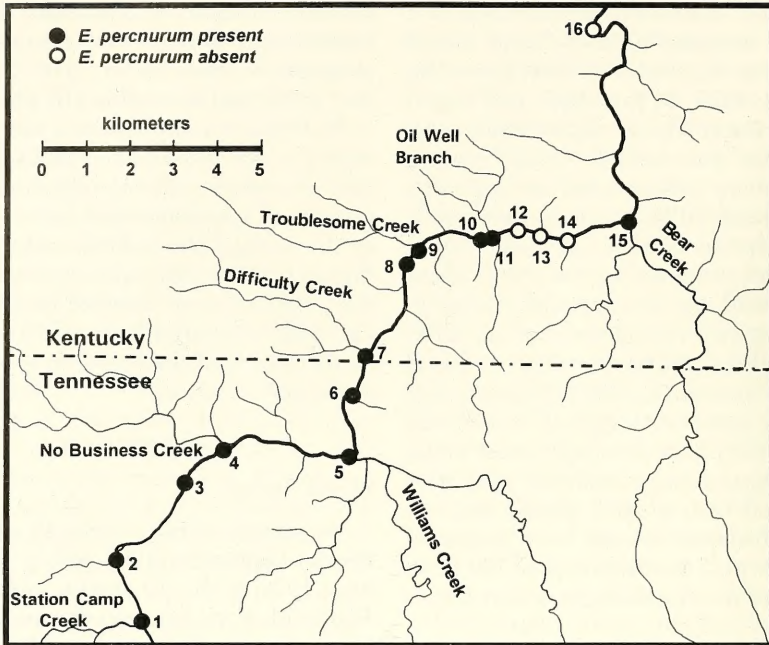 E. percnurum present
E. percnurum absent
kilometers
0 1 2 3 4 5
16
Oil Well
Branch
Troublesome Creek
10
12
14
9
8
11
13
15
Bear
Creek
Difficulty Creek
Kentucky
7
Tennessee
6
No Business Creek
4
5
3
Williams Creek
2
Station Camp
Creek
1